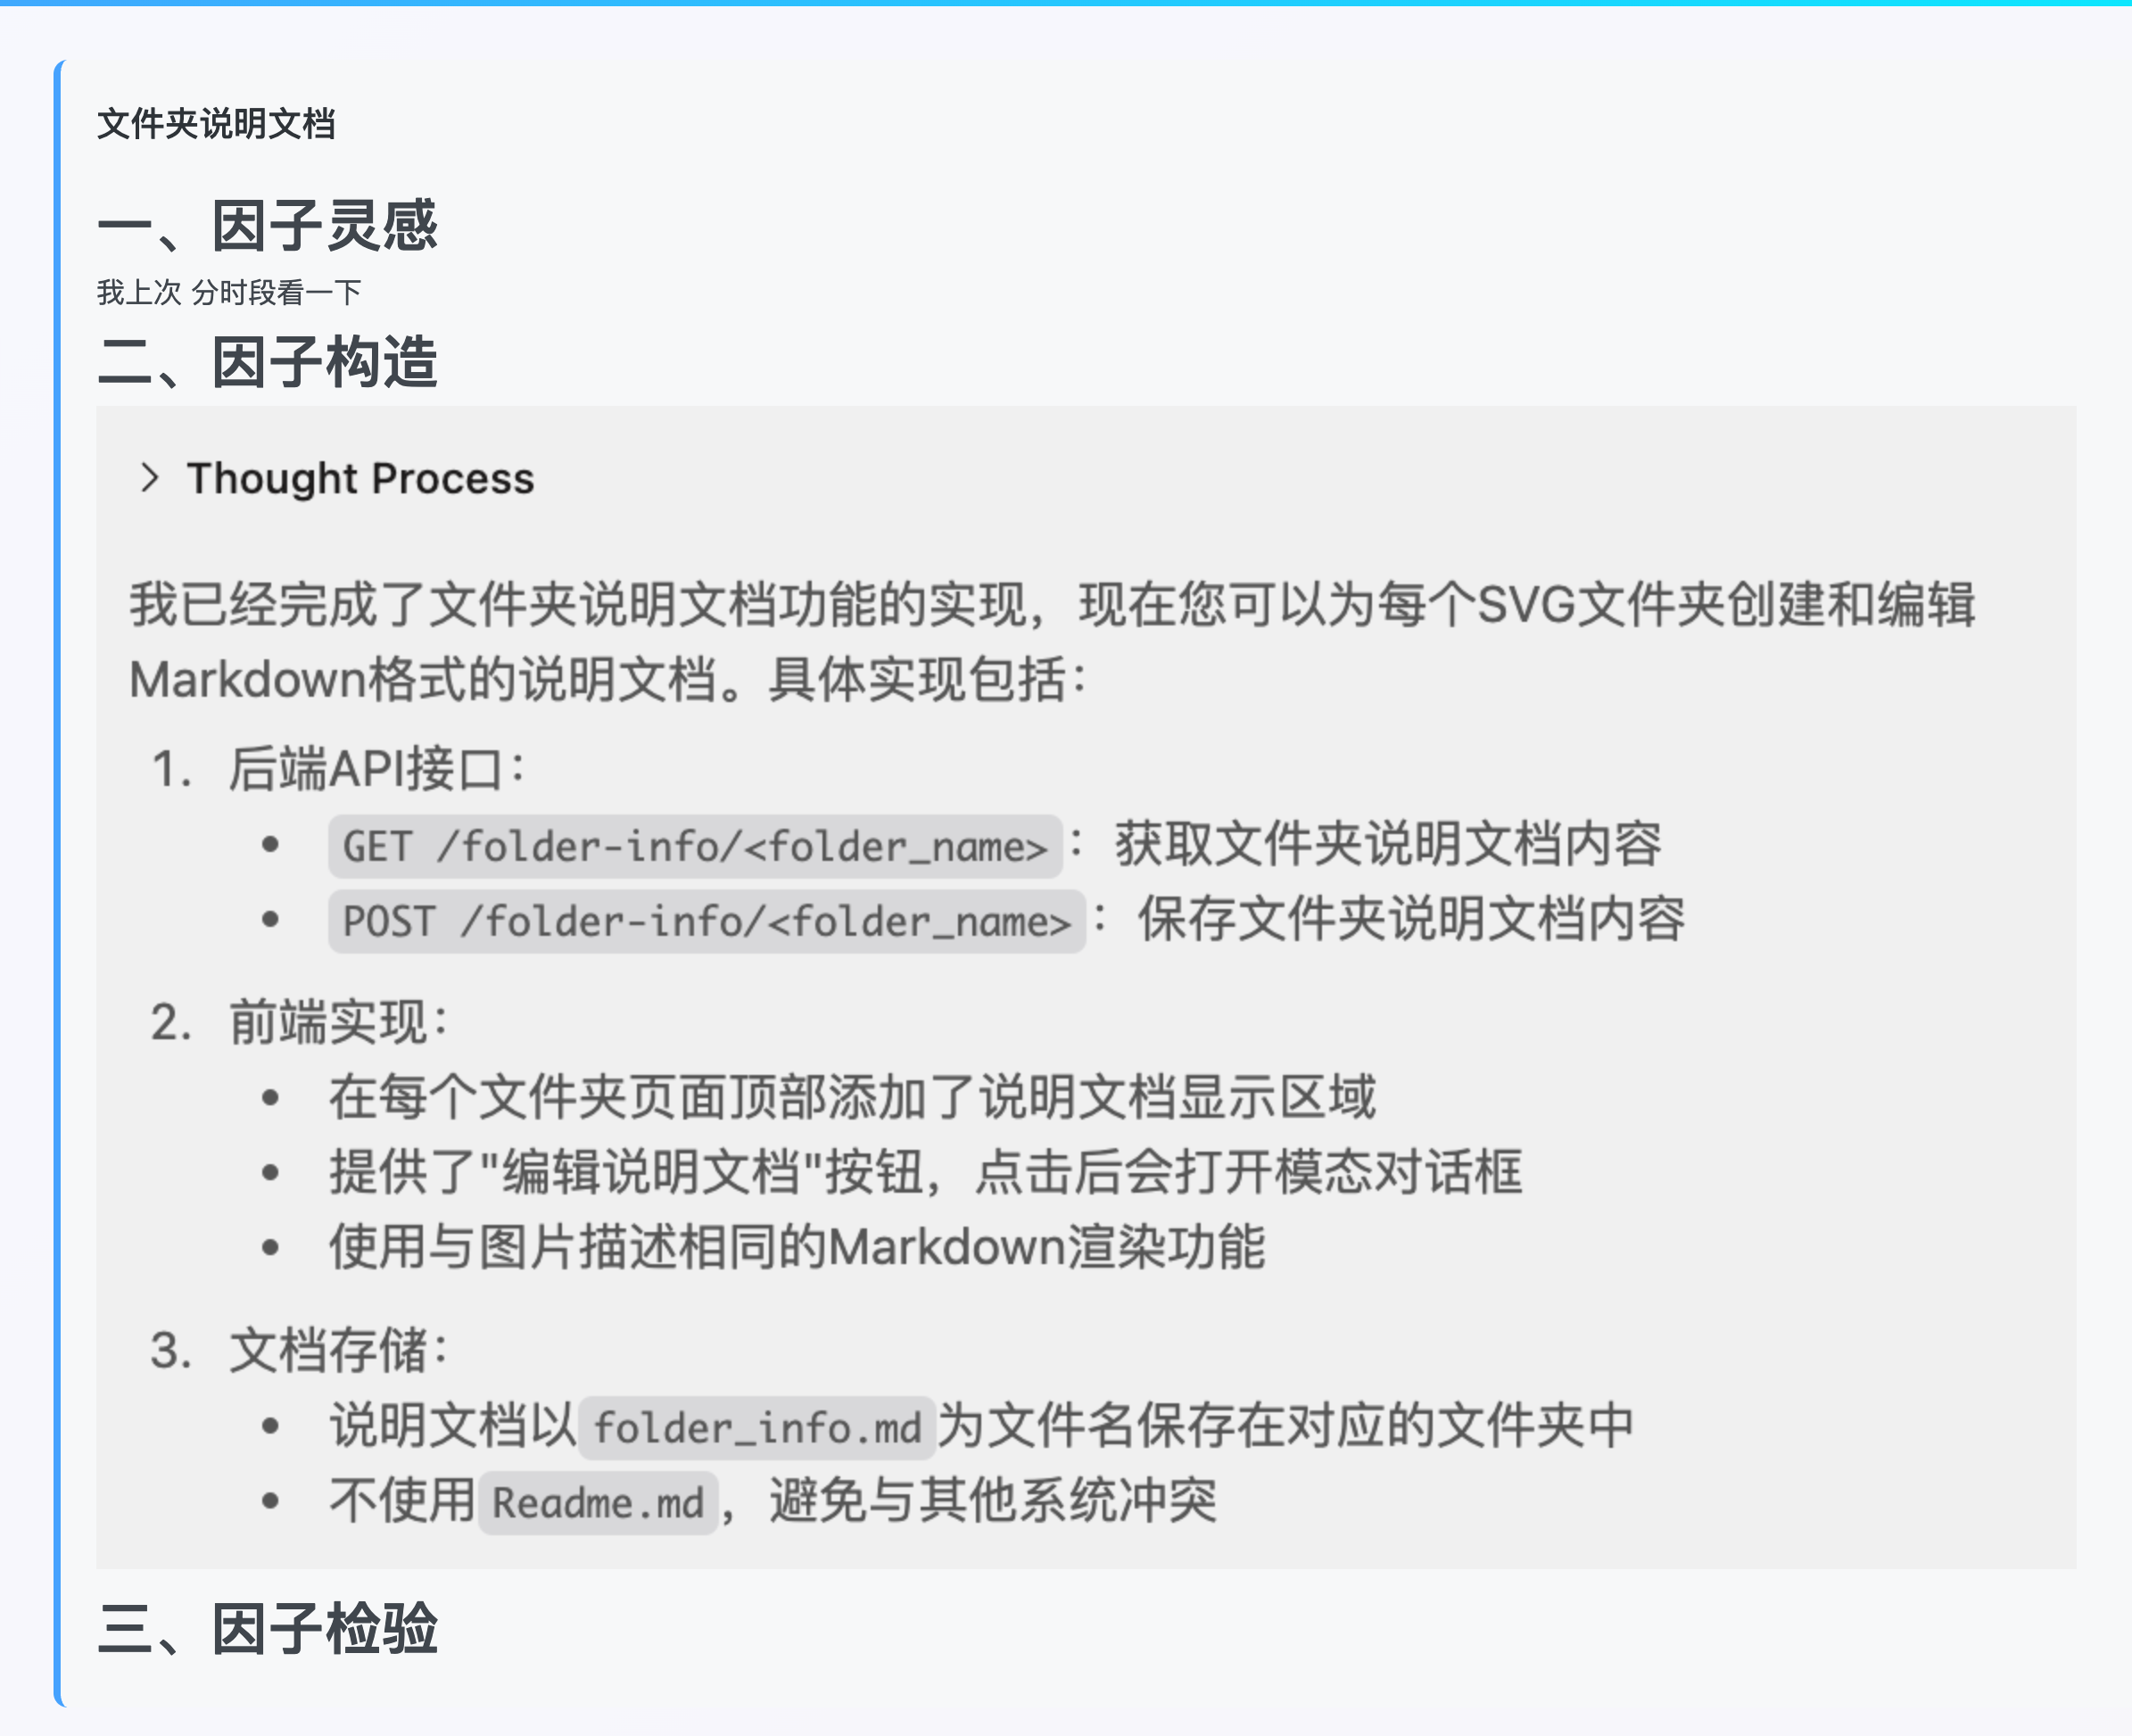 文件夹说明文档
一、因子灵感
我上次 分时段看一下
二、因子构造
Thought Process
我已经完成了文件夹说明文档功能的实现，现在您可以为每个SVG文件夹创建和编辑
Markdown格式的说明文档。具体实现包括：
1. 后端API接口：
• GET /folder-info/<folder_name>：获取文件夹说明文档内容
• POST /folder-info/<folder_name>：保存文件夹说明文档内容
2. 前端实现：
• 在每个文件夹页面顶部添加了说明文档显示区域
• 提供了"编辑说明文档"按钮，点击后会打开模态对话框
• 使用与图片描述相同的Markdown渲染功能
3. 文档存储：
• 说明文档以folder_info.md为文件名保存在对应的文件夹中
• 不使用Readme.md，避免与其他系统冲突
三、因子检验